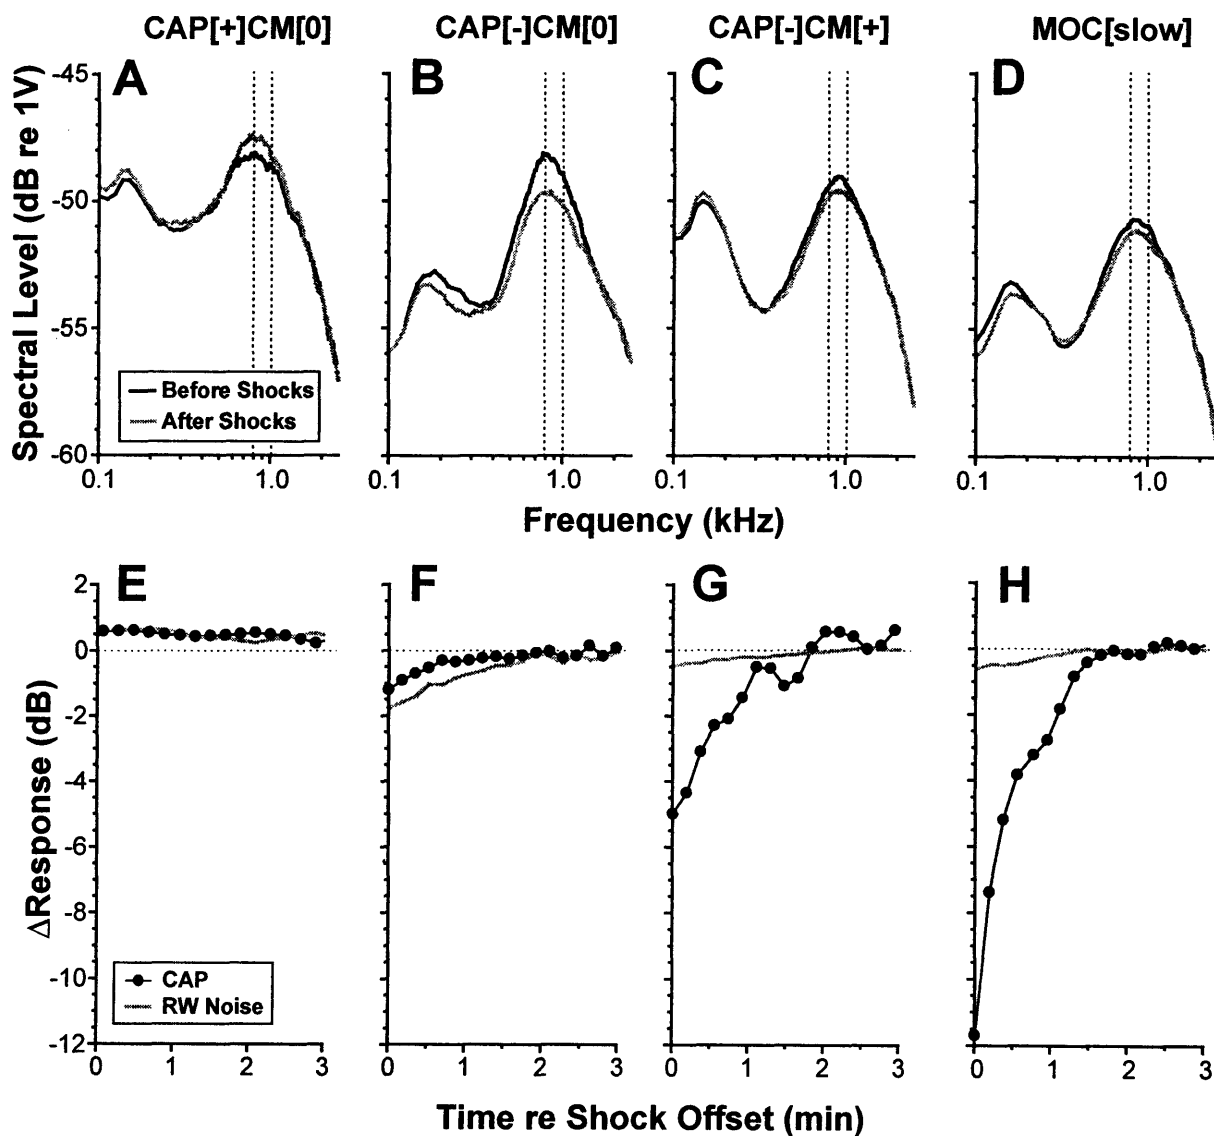 CAP[+]CM[0] CAP[-]CM[0] CAP[-]CM[+] MOC[slow]
A B C D
Spectral Level (dB re 1V)
-45
-50
-55
-60
Before Shocks
After Shocks
0.1 1.0 0.1 1.0 0.1 1.0 0.1 1.0
Frequency (kHz)
E F G H
ΔResponse (dB)
2
0
-2
-4
-6
-8
-10
-12
CAP
RW Noise
0 1 2 3 0 1 2 3 0 1 2 3 0 1 2 3
Time re Shock Offset (min)